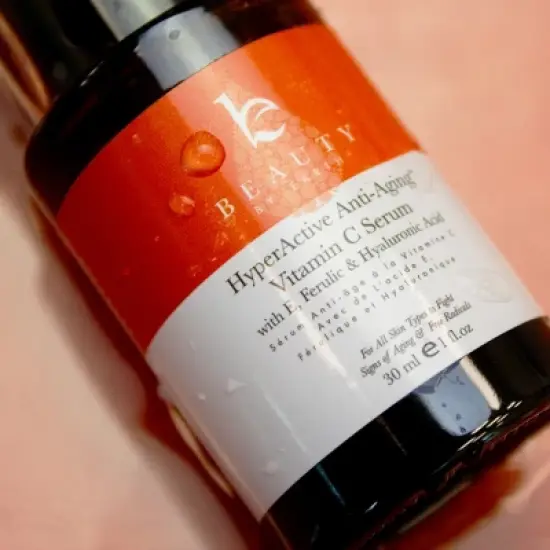 BEAUTY
HyperActive Anti-Aging
Vitamin C Serum
with E, Ferulic & Hyaluronic Acid
Sérum Anti-âge à la Vitamine C,
Avec de L'acide E,
Férulique et Hyaluronique
For All Skin Types to Fight
Signs of Aging & Free Radicals
30 ml e 1 fl.oz